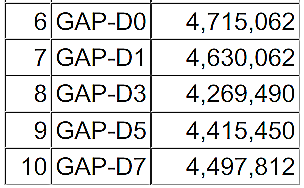 6 GAP-D0 4,715,062
7 GAP-D1 4,630,062
8 GAP-D3 4,269,490
9 GAP-D5 4,415,450
10 GAP-D7 4,497,812